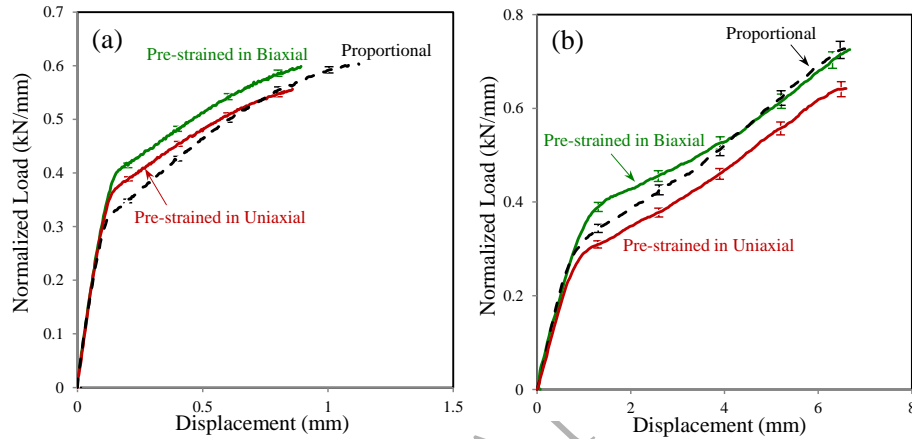 (a)
Pre-strained in Biaxial
Proportional
Pre-strained in Uniaxial
Normalized Load (kN/mm)
0.7
0.6
0.5
0.4
0.3
0.2
0.1
0
0 0.5 1 1.5
Displacement (mm)
(b)
Proportional
Pre-strained in Biaxial
Pre-strained in Uniaxial
Normalized Load (kN/mm)
0.8
0.6
0.4
0.2
0
0 2 4 6 8
Displacement (mm)